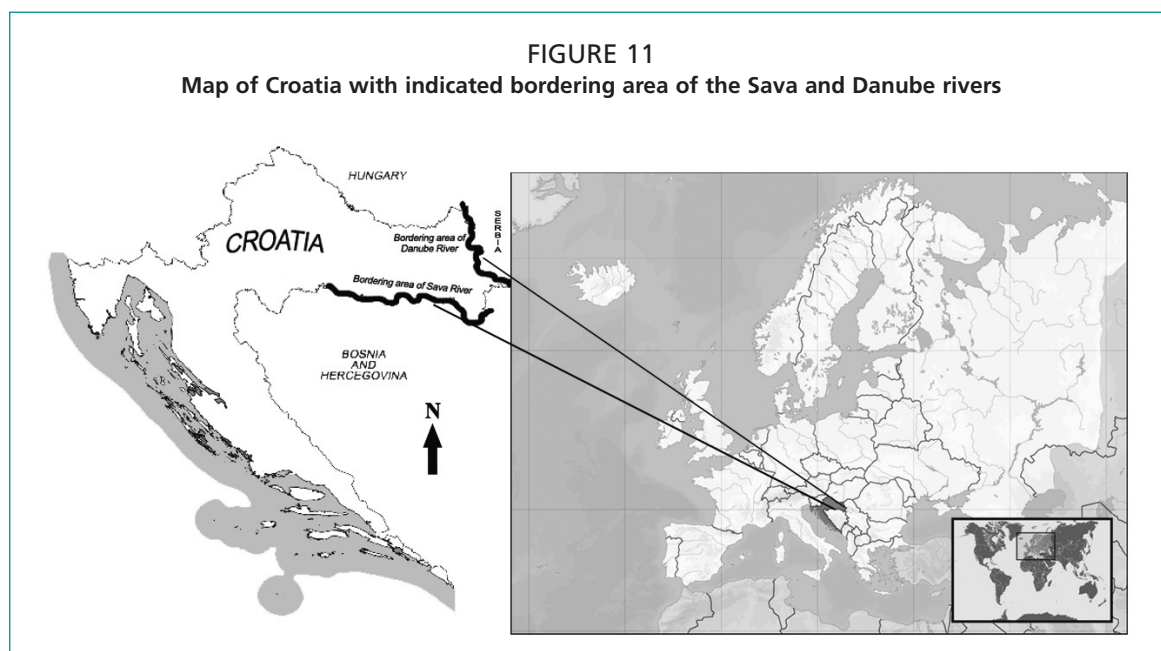 FIGURE 11
Map of Croatia with indicated bordering area of the Sava and Danube rivers
HUNGARY
SERBIA
CROATIA
Bordering area of
Danube River
Bordering area of Sava River
BOSNIA
AND
HERCEGOVINA
N